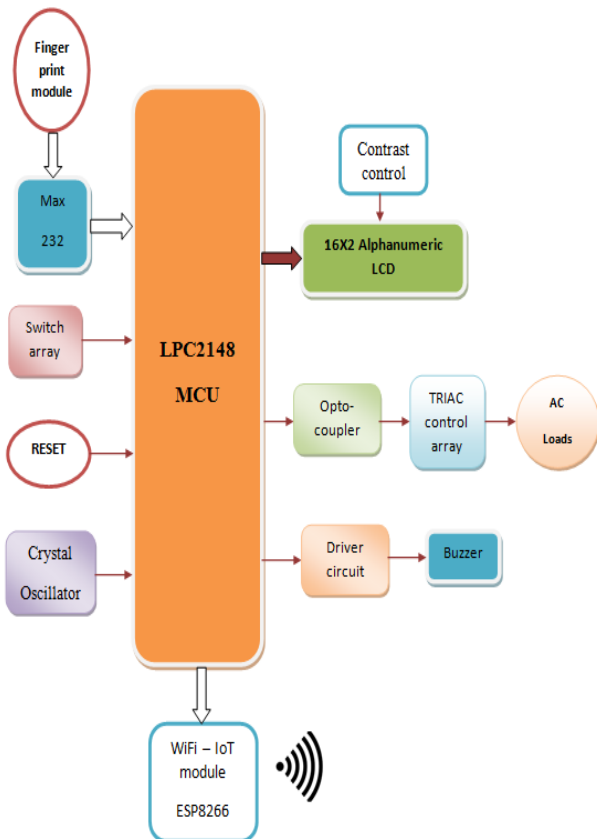 Finger
print
module
Max
232
Switch
array
RESET
Crystal
Oscillator
LPC2148
MCU
Contrast
control
16X2 Alphanumeric
LCD
Opto-
coupler
TRIAC
control
array
AC
Loads
Driver
circuit
Buzzer
WiFi – IoT
module
ESP8266